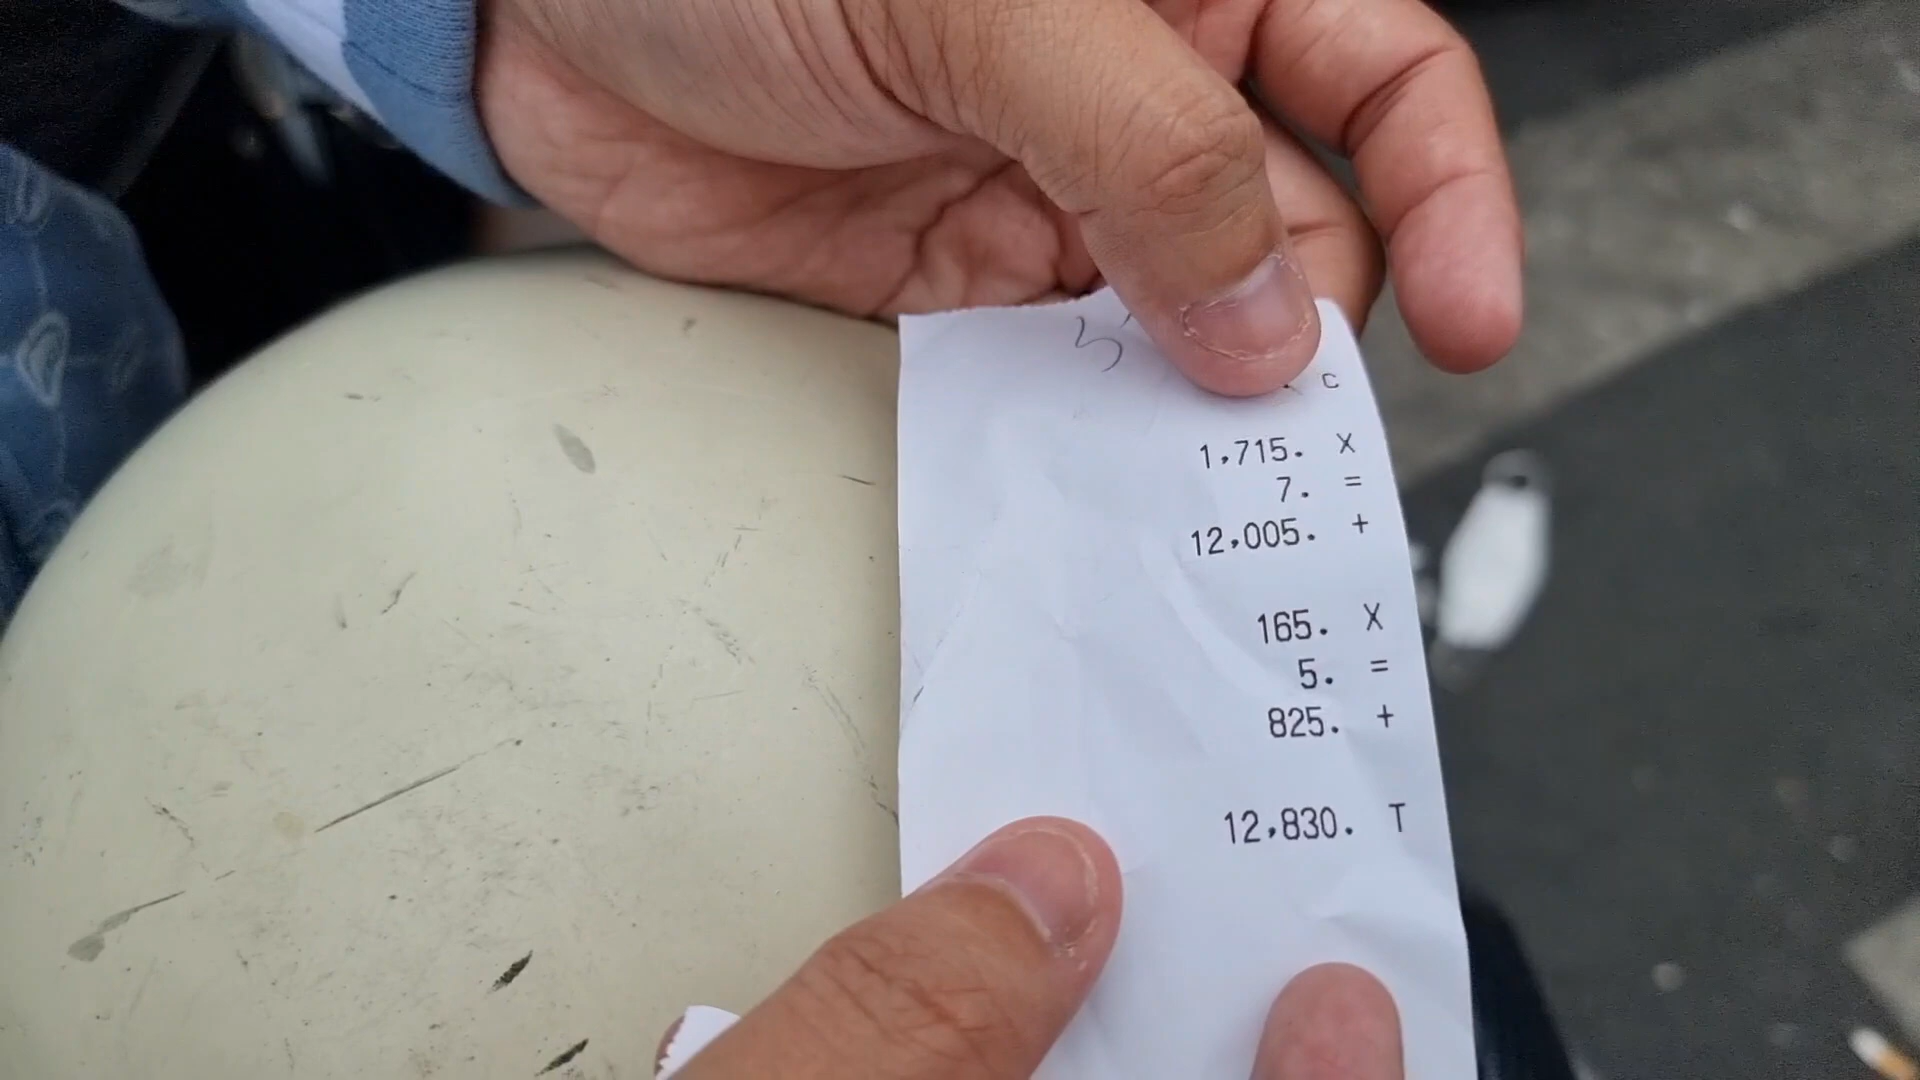 C
1,715. X
7. =
12,005. +
165. X
5. =
825. +
12,830. T